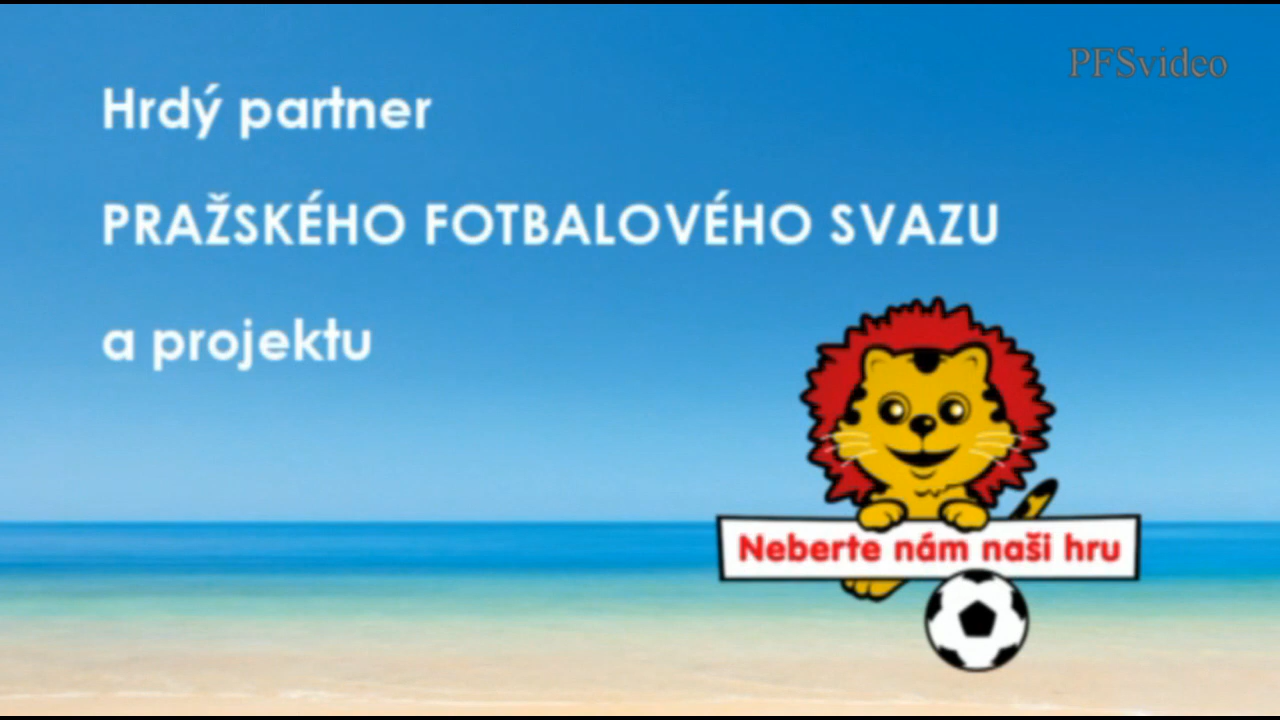 PFSvideo
Hrdý partner
PRAŽSKÉHO FOTBALOVÉHO SVAZU
a projektu
Neberte nám naši hru